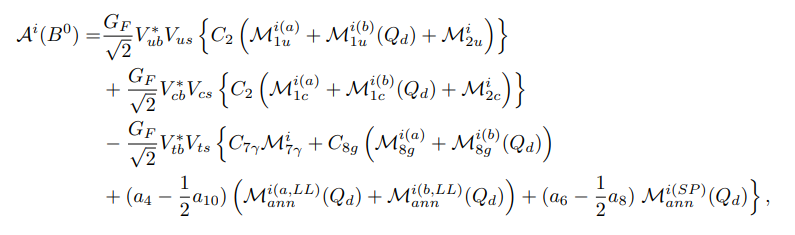 $\mathcal{A}^{i}(B^{0}) = \frac{G_F}{\sqrt{2}} V_{ub}^{*} V_{us} \left\{ C_2 \left( \mathcal{M}_{1u}^{i(a)} + \mathcal{M}_{1u}^{i(b)}(Q_d) + \mathcal{M}_{2u}^{i} \right) \right\}$
$+ \frac{G_F}{\sqrt{2}} V_{cb}^{*} V_{cs} \left\{ C_2 \left( \mathcal{M}_{1c}^{i(a)} + \mathcal{M}_{1c}^{i(b)}(Q_d) + \mathcal{M}_{2c}^{i} \right) \right\}$
$- \frac{G_F}{\sqrt{2}} V_{tb}^{*} V_{ts} \left\{ C_{7\gamma} \mathcal{M}_{7\gamma}^{i} + C_{8g} \left( \mathcal{M}_{8g}^{i(a)} + \mathcal{M}_{8g}^{i(b)}(Q_d) \right) \right.$
$\left. + (a_4 - \frac{1}{2} a_{10}) \left( \mathcal{M}_{ann}^{i(a,LL)}(Q_d) + \mathcal{M}_{ann}^{i(b,LL)}(Q_d) \right) + (a_6 - \frac{1}{2} a_8) \mathcal{M}_{ann}^{i(SP)}(Q_d) \right\},$